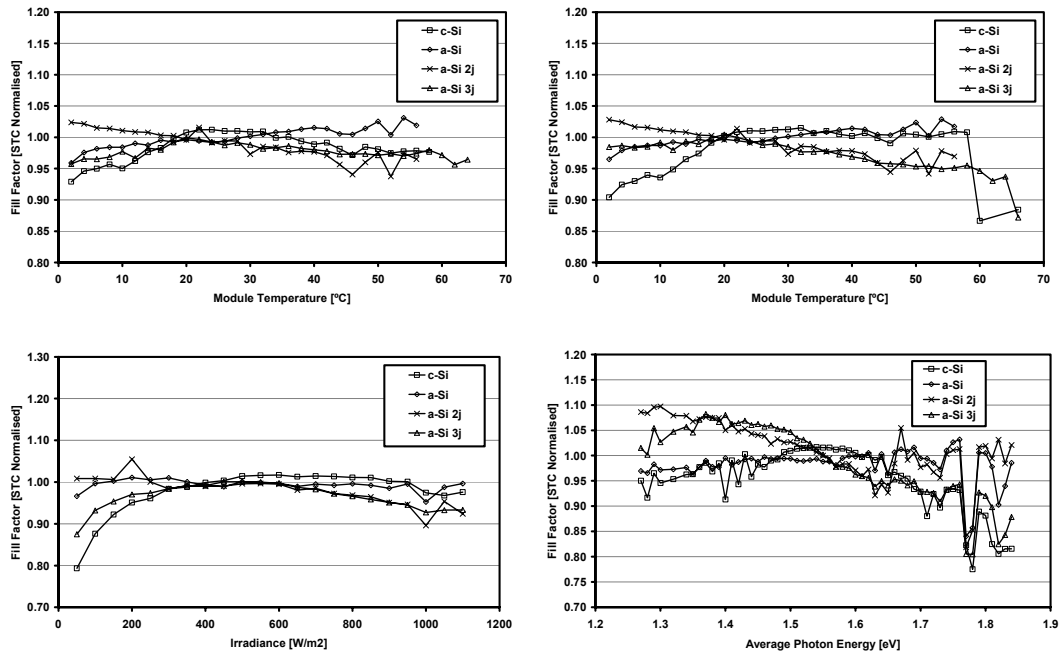 Fill Factor [STC Normalised]
1.20
1.15
1.10
1.05
1.00
0.95
0.90
0.85
0.80
0 10 20 30 40 50 60 70
Module Temperature [ºC]
c-Si
a-Si
a-Si 2j
a-Si 3j
Fill Factor [STC Normalised]
1.20
1.15
1.10
1.05
1.00
0.95
0.90
0.85
0.80
0 10 20 30 40 50 60 70
Module Temperature [ºC]
c-Si
a-Si
a-Si 2j
a-Si 3j
Fill Factor [STC Normalised]
1.30
1.20
1.10
1.00
0.90
0.80
0.70
0 200 400 600 800 1000 1200
Irradiance [W/m2]
c-Si
a-Si
a-Si 2j
a-Si 3j
Fill Factor [STC Normalised]
1.20
1.15
1.10
1.05
1.00
0.95
0.90
0.85
0.80
0.75
0.70
1.2 1.3 1.4 1.5 1.6 1.7 1.8 1.9
Average Photon Energy [eV]
c-Si
a-Si
a-Si 2j
a-Si 3j